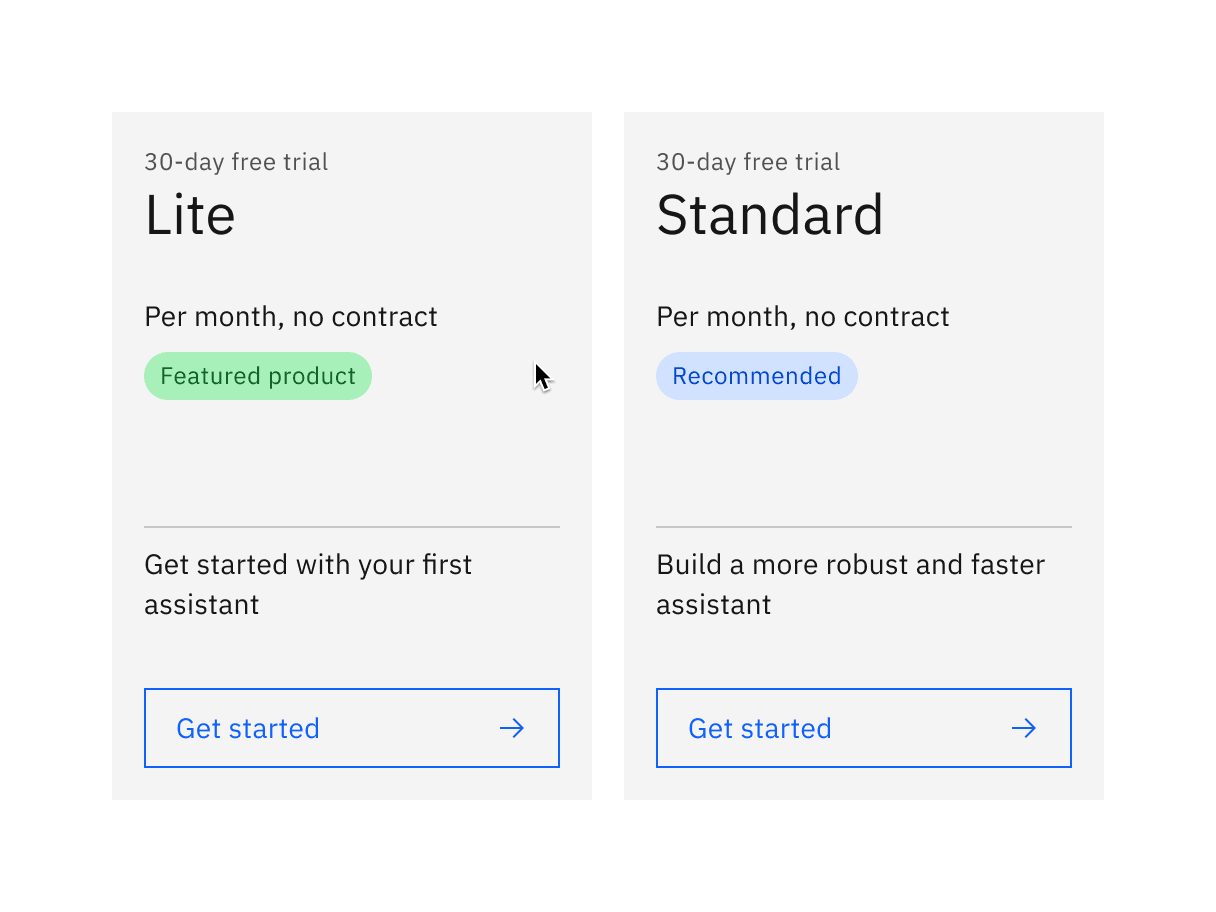 30-day free trial
Lite
Per month, no contract
Featured product
Get started with your first
assistant
Get started
30-day free trial
Standard
Per month, no contract
Recommended
Build a more robust and faster
assistant
Get started